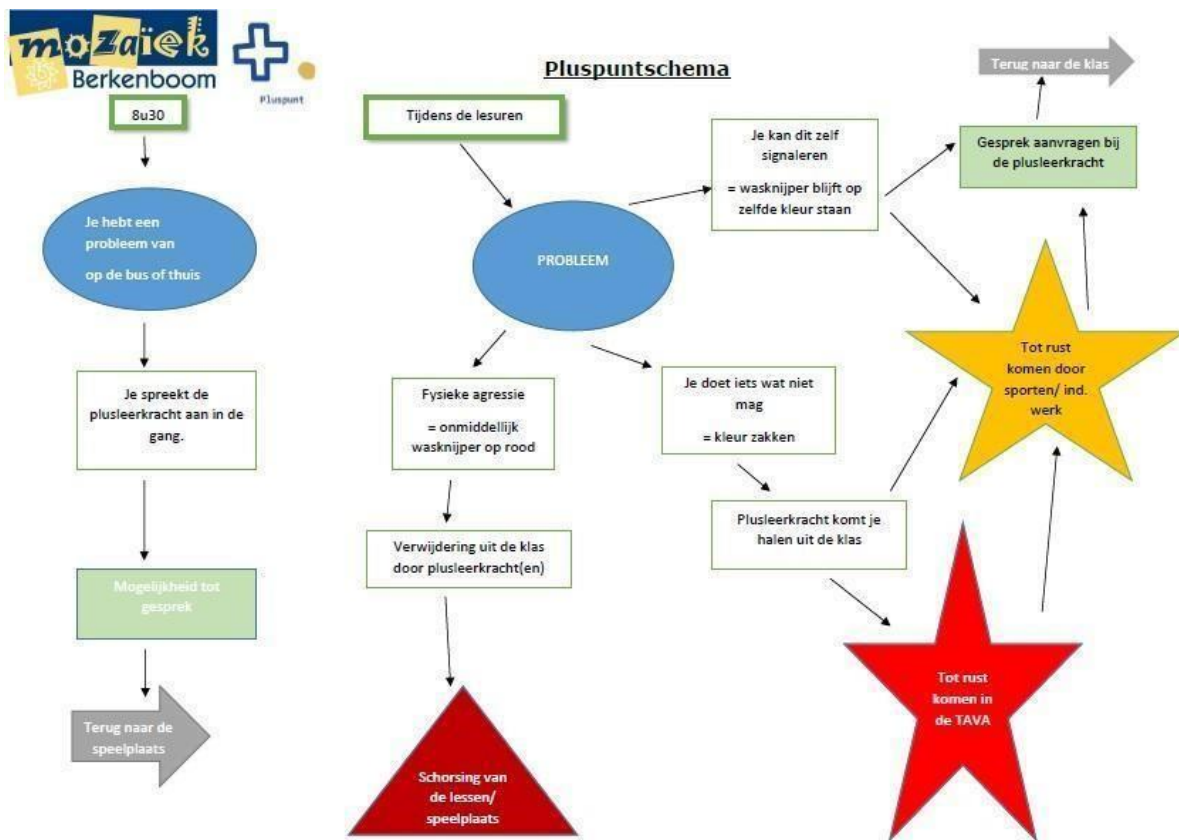 mozaïek
Berkenboom
Pluspunt
Pluspuntschema
8u30
Je hebt een
probleem van
op de bus of thuis
Je spreekt de
plusleerkracht aan in de
gang.
Mogelijkheid tot
gesprek
Terug naar de
speelplaats
Tijdens de lesuren
PROBLEEM
Je kan dit zelf
signaleren
= wasknijper blijft op
zelfde kleur staan
Gesprek aanvragen bij
de plusleerkracht
Terug naar de klas
Fysieke agressie
= onmiddellijk
wasknijper op rood
Verwijdering uit de klas
door plusleerkracht(en)
Schorsing van
de lessen/
speelplaats
Je doet iets wat niet
mag
= kleur zakken
Plusleerkracht komt je
halen uit de klas
Tot rust
komen door
sporten/ ind.
werk
Tot rust
komen in
de TAVA